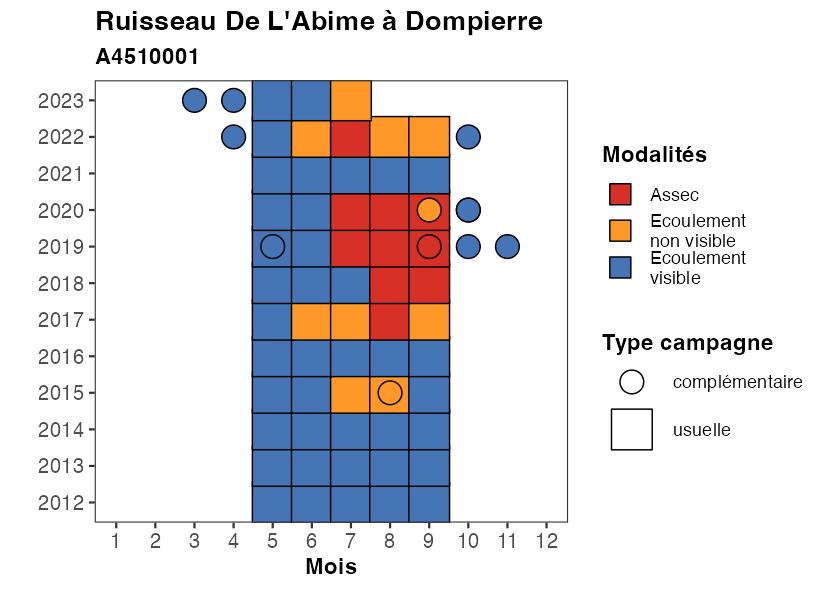 Ruisseau De L'Abime à Dompierre
A4510001
2023
2022
2021
2020
2019
2018
2017
2016
2015
2014
2013
2012
1 2 3 4 5 6 7 8 9 10 11 12
Mois
Modalités
Assec
Ecoulement
non visible
Ecoulement
visible
Type campagne
complémentaire
usuelle